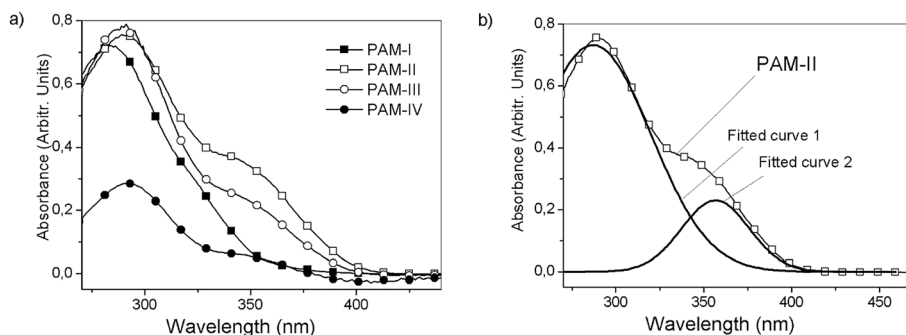 a)
0,8
0,6
0,4
0,2
0,0
Absorbance (Arbitr. Units)
PAM-I
PAM-II
PAM-III
PAM-IV
300
350
400
Wavelength (nm)
b)
0,8
0,6
0,4
0,2
0,0
Absorbance (Arbitr. Units)
PAM-II
Fitted curve 1
Fitted curve 2
300
350
400
450
Wavelength (nm)